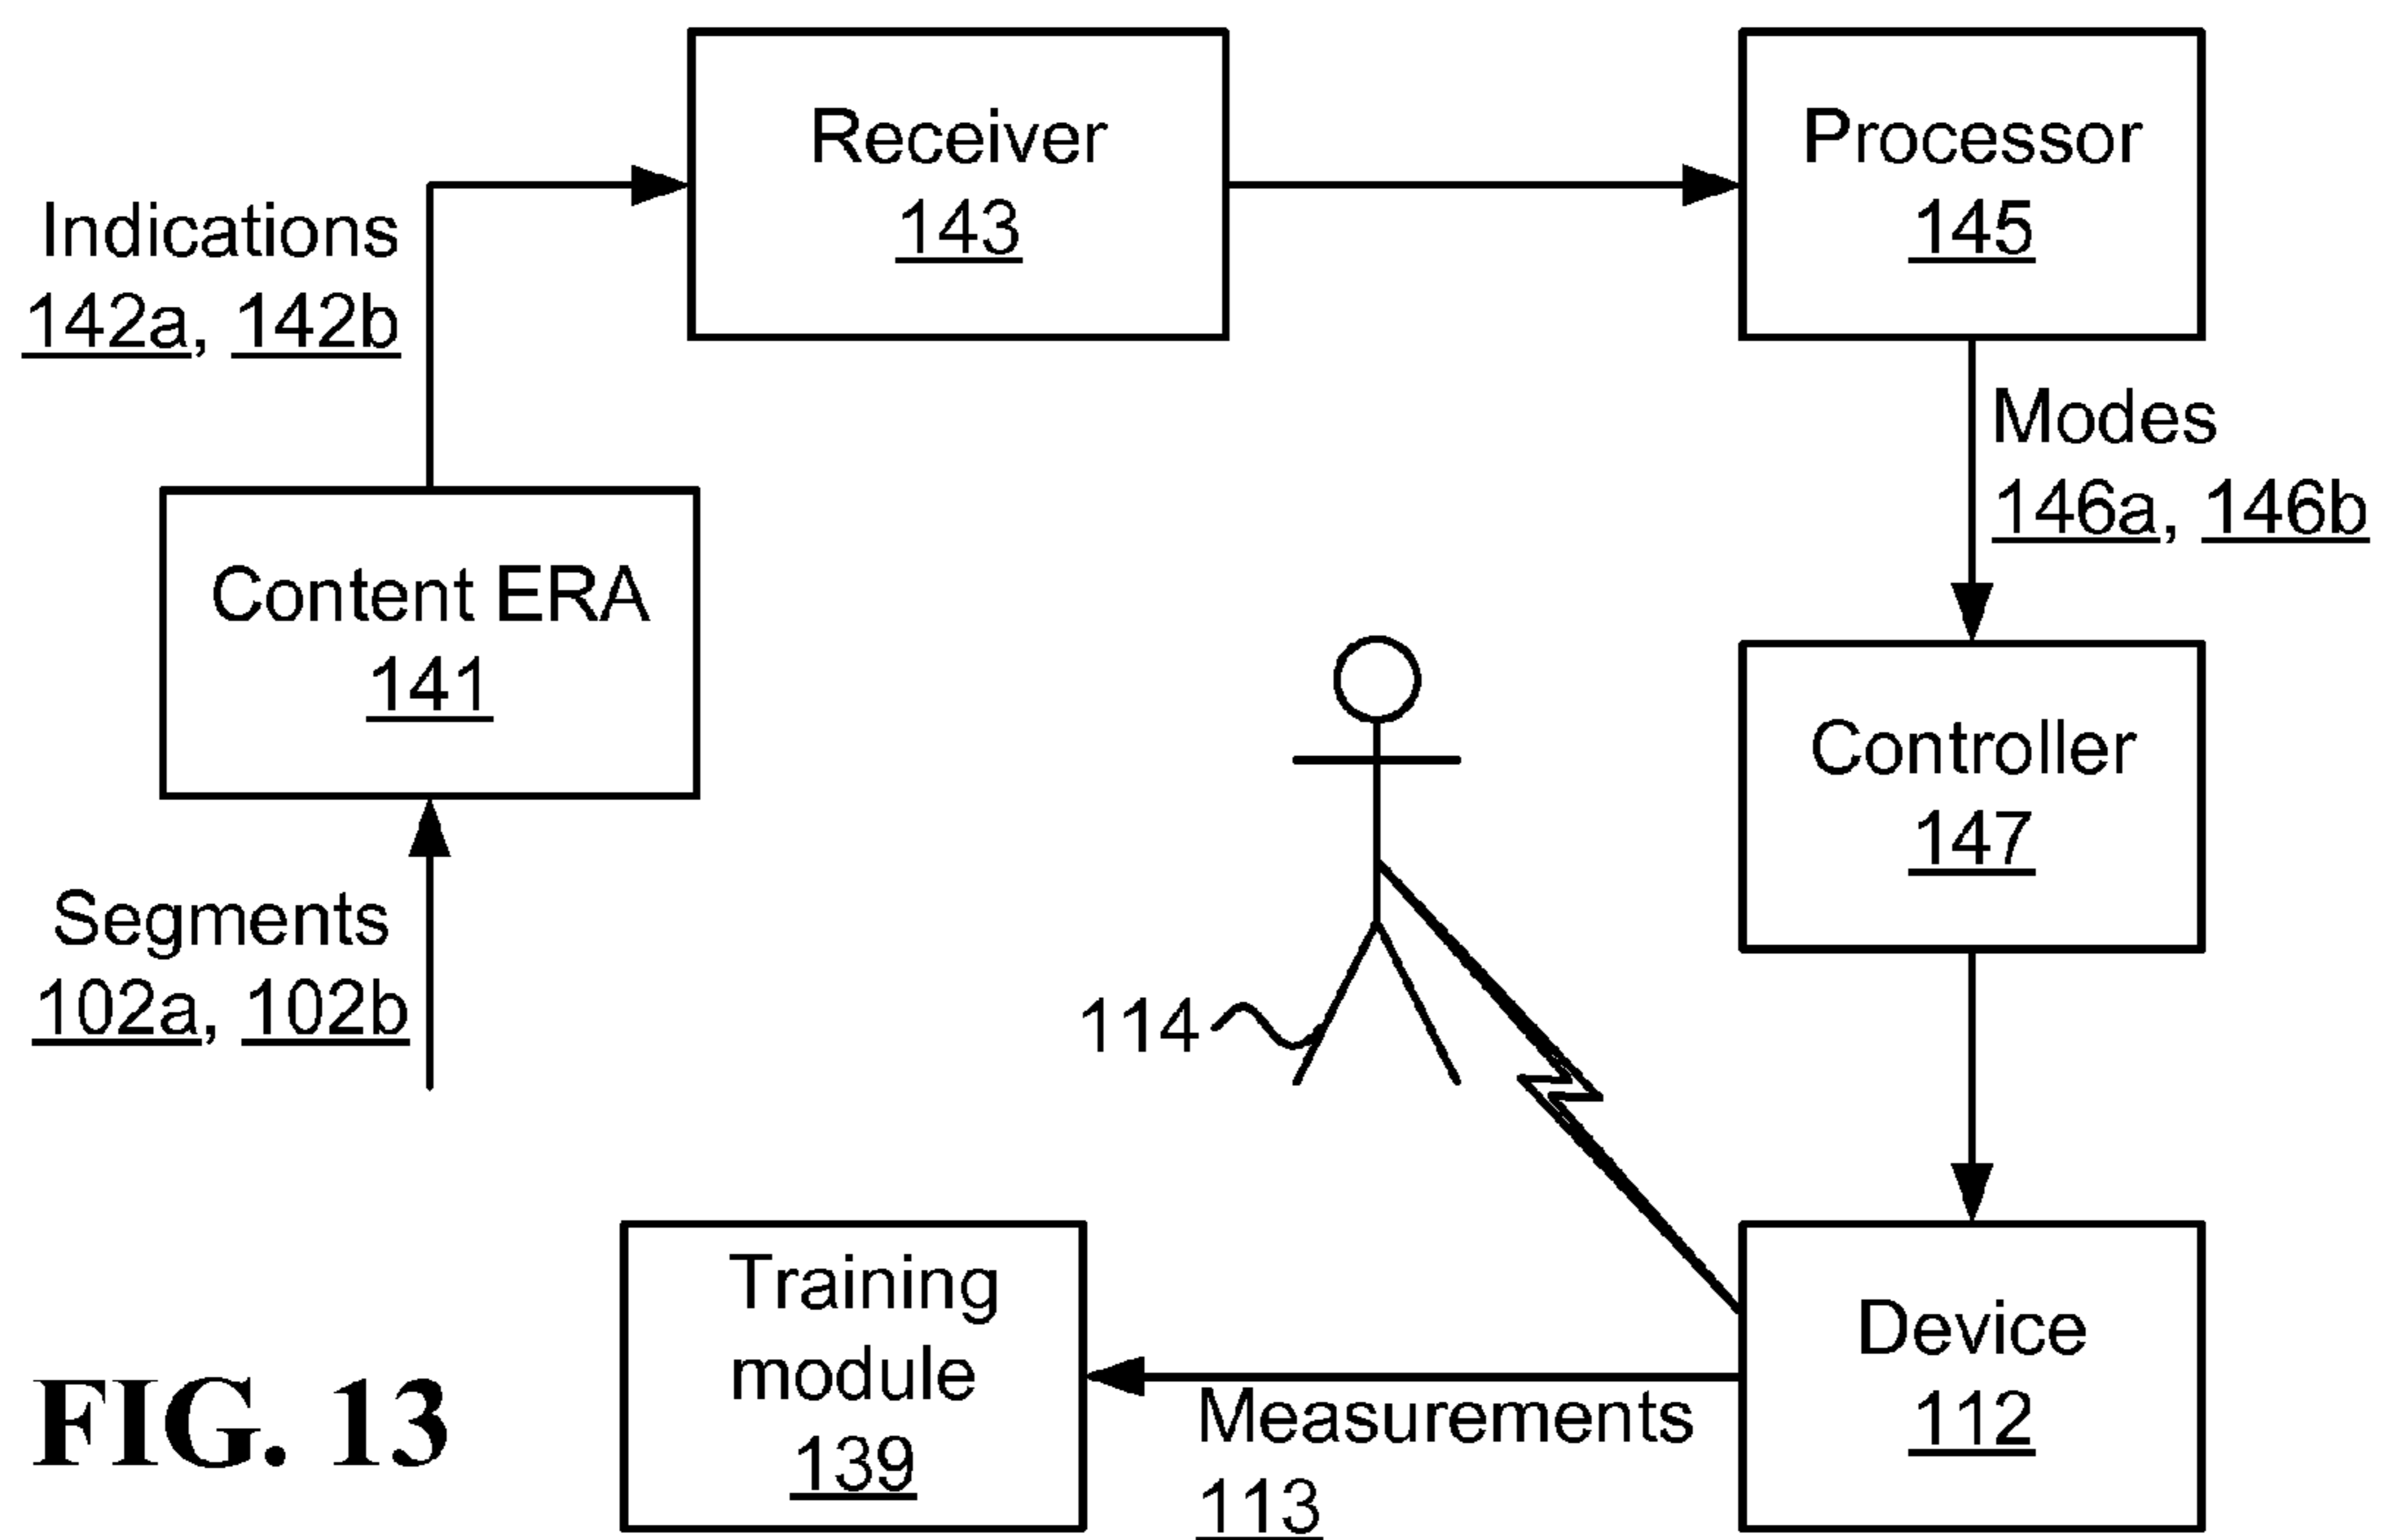 Receiver
143
Processor
145
Indications
142a, 142b
Modes
146a, 146b
Content ERA
141
Controller
147
Segments
102a, 102b
114
Training
module
139
Measurements
113
Device
112
FIG. 13